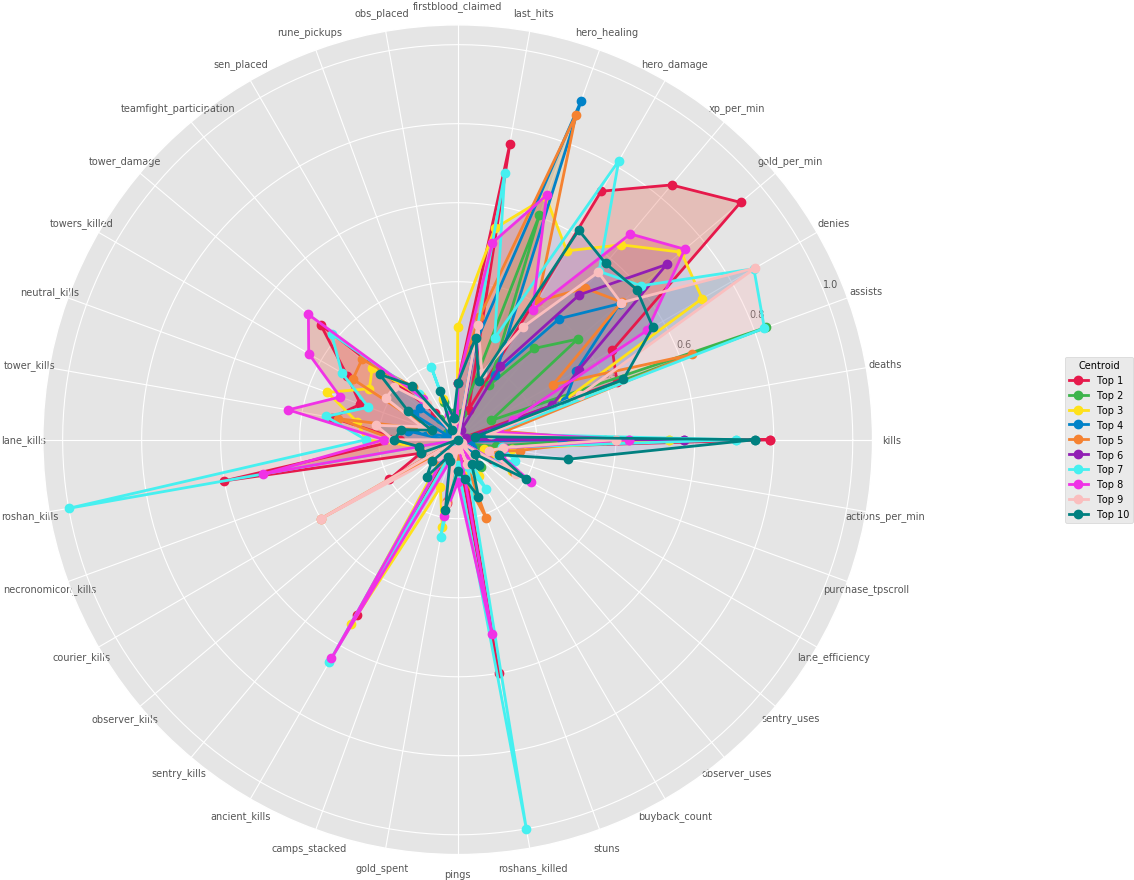 firstblood_claimed
obs_placed
last_hits
rune_pickups
hero_healing
sen_placed
hero_damage
teamfight_participation
xp_per_min
tower_damage
gold_per_min
towers_killed
denies
neutral_kills
1.0
assists
0.8
0.6
tower_kills
deaths
Centroid
Top 1
Top 2
Top 3
Top 4
Top 5
Top 6
Top 7
Top 8
Top 9
Top 10
lane_kills
kills
roshan_kills
actions_per_min
necronomicon_kills
purchase_tpscroll
courier_kills
lane_efficiency
observer_kills
sentry_uses
sentry_kills
observer_uses
ancient_kills
buyback_count
camps_stacked
stuns
gold_spent
roshans_killed
pings